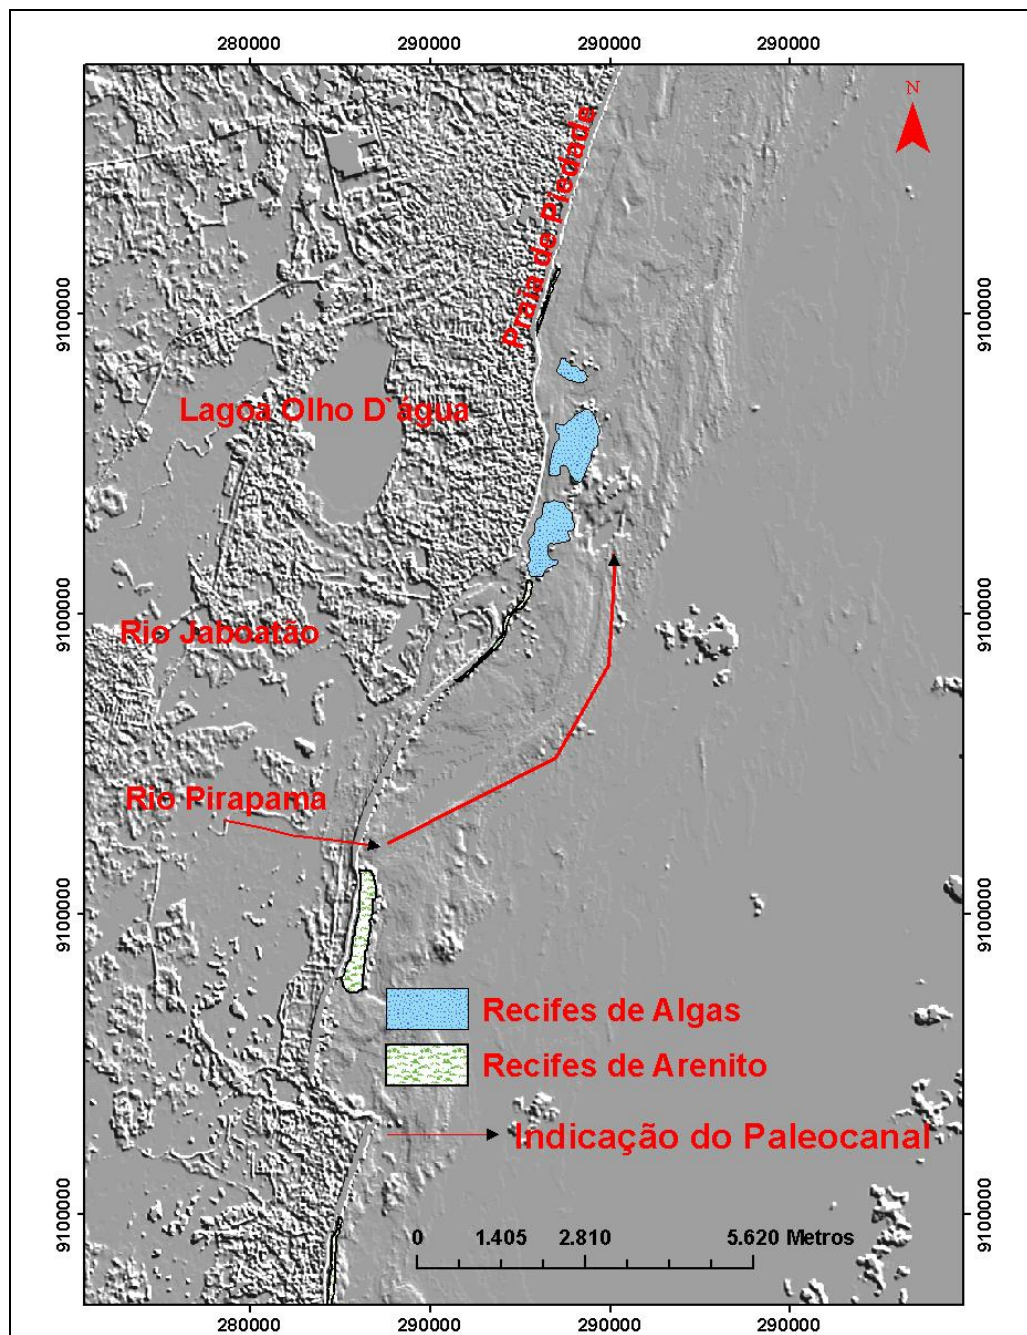 280000 290000 290000 290000
N
Praia de Piedade
9100000 9100000
Lagoa Olho D`água
9100000 9100000
Rio Jaboatão
Rio Pirapama
9100000 9100000
Recifes de Algas
Recifes de Arenito
Indicação do Paleocanal
9100000 9100000
0 1.405 2.810 5.620 Metros
280000 290000 290000 290000